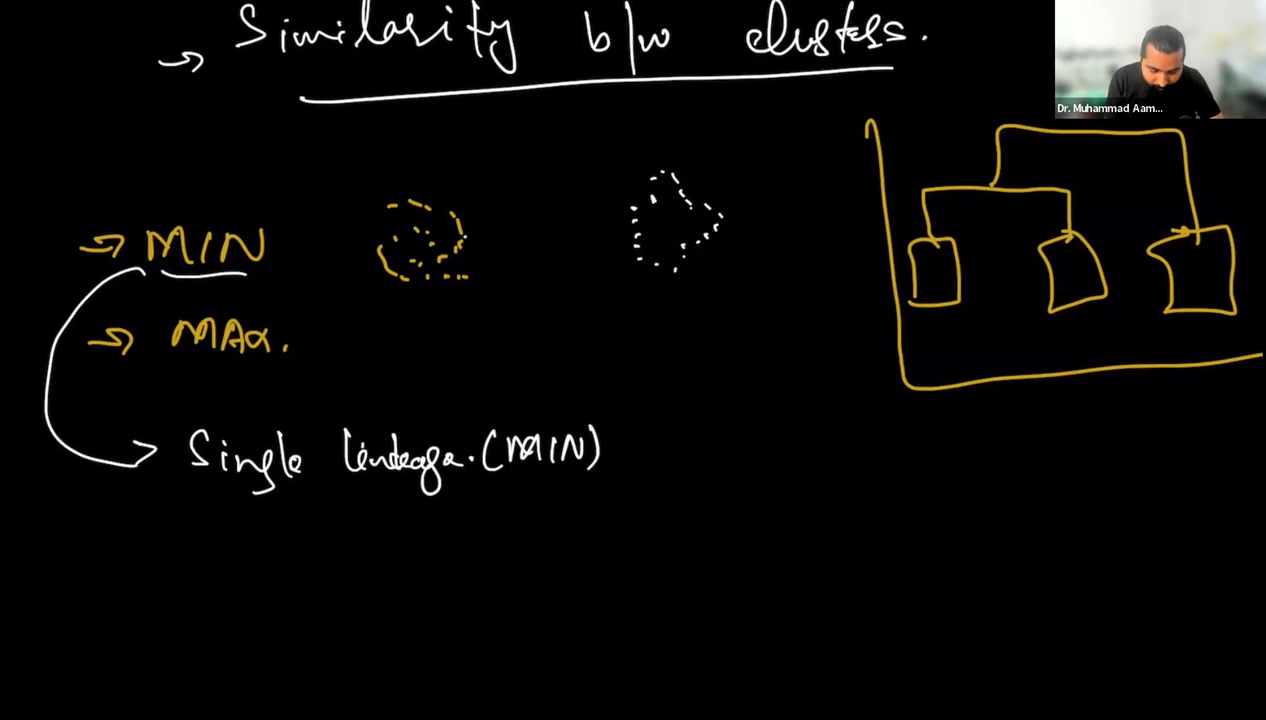 → Similarity b/w clusters.
Dr. Muhammad Aam...
→ MIN
→ MAX.
→ Single linkage. (MIN)